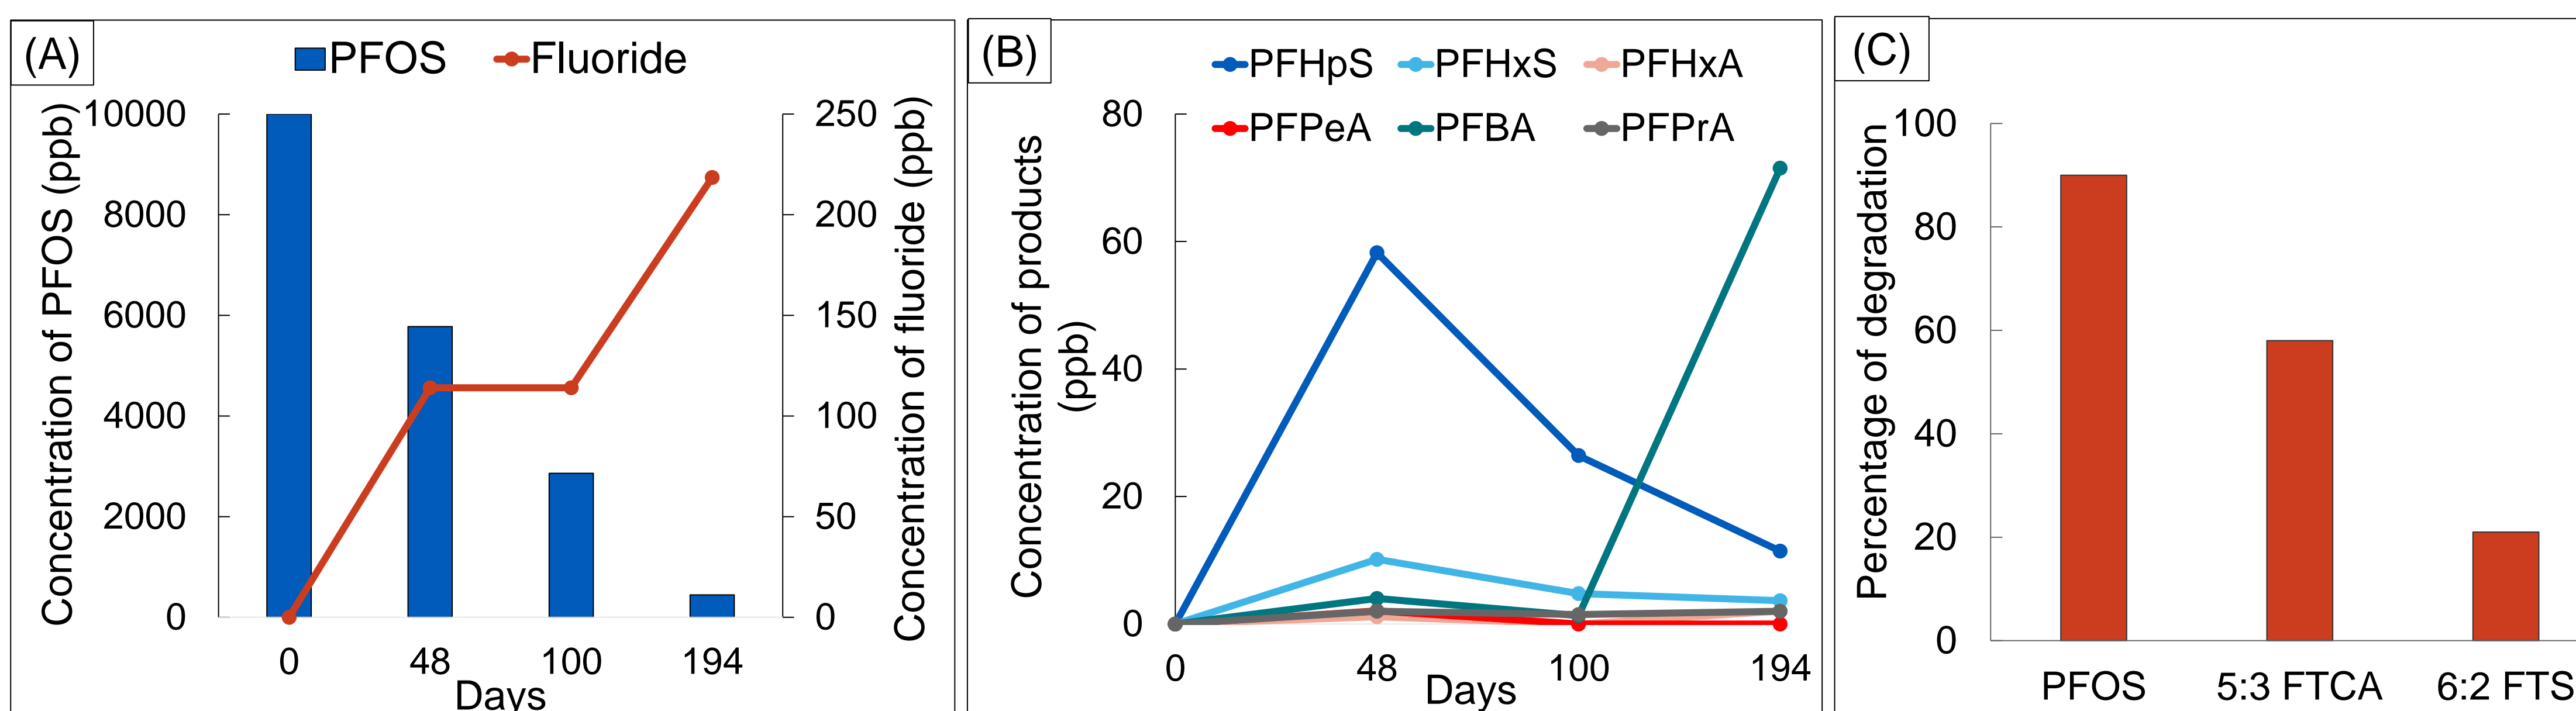 (A)
PFOS Fluoride
Concentration of PFOS (ppb)
10000
8000
6000
4000
2000
0
250
200
150
100
50
0
Concentration of fluoride (ppb)
0 48 100 194
Days
(B)
PFHpS PFHxS PFHxA
PFPeA PFBA PFPrA
Concentration of products
(ppb)
80
60
40
20
0
0 48 100 194
Days
(C)
Percentage of degradation
100
80
60
40
20
0
PFOS 5:3 FTCA 6:2 FTS